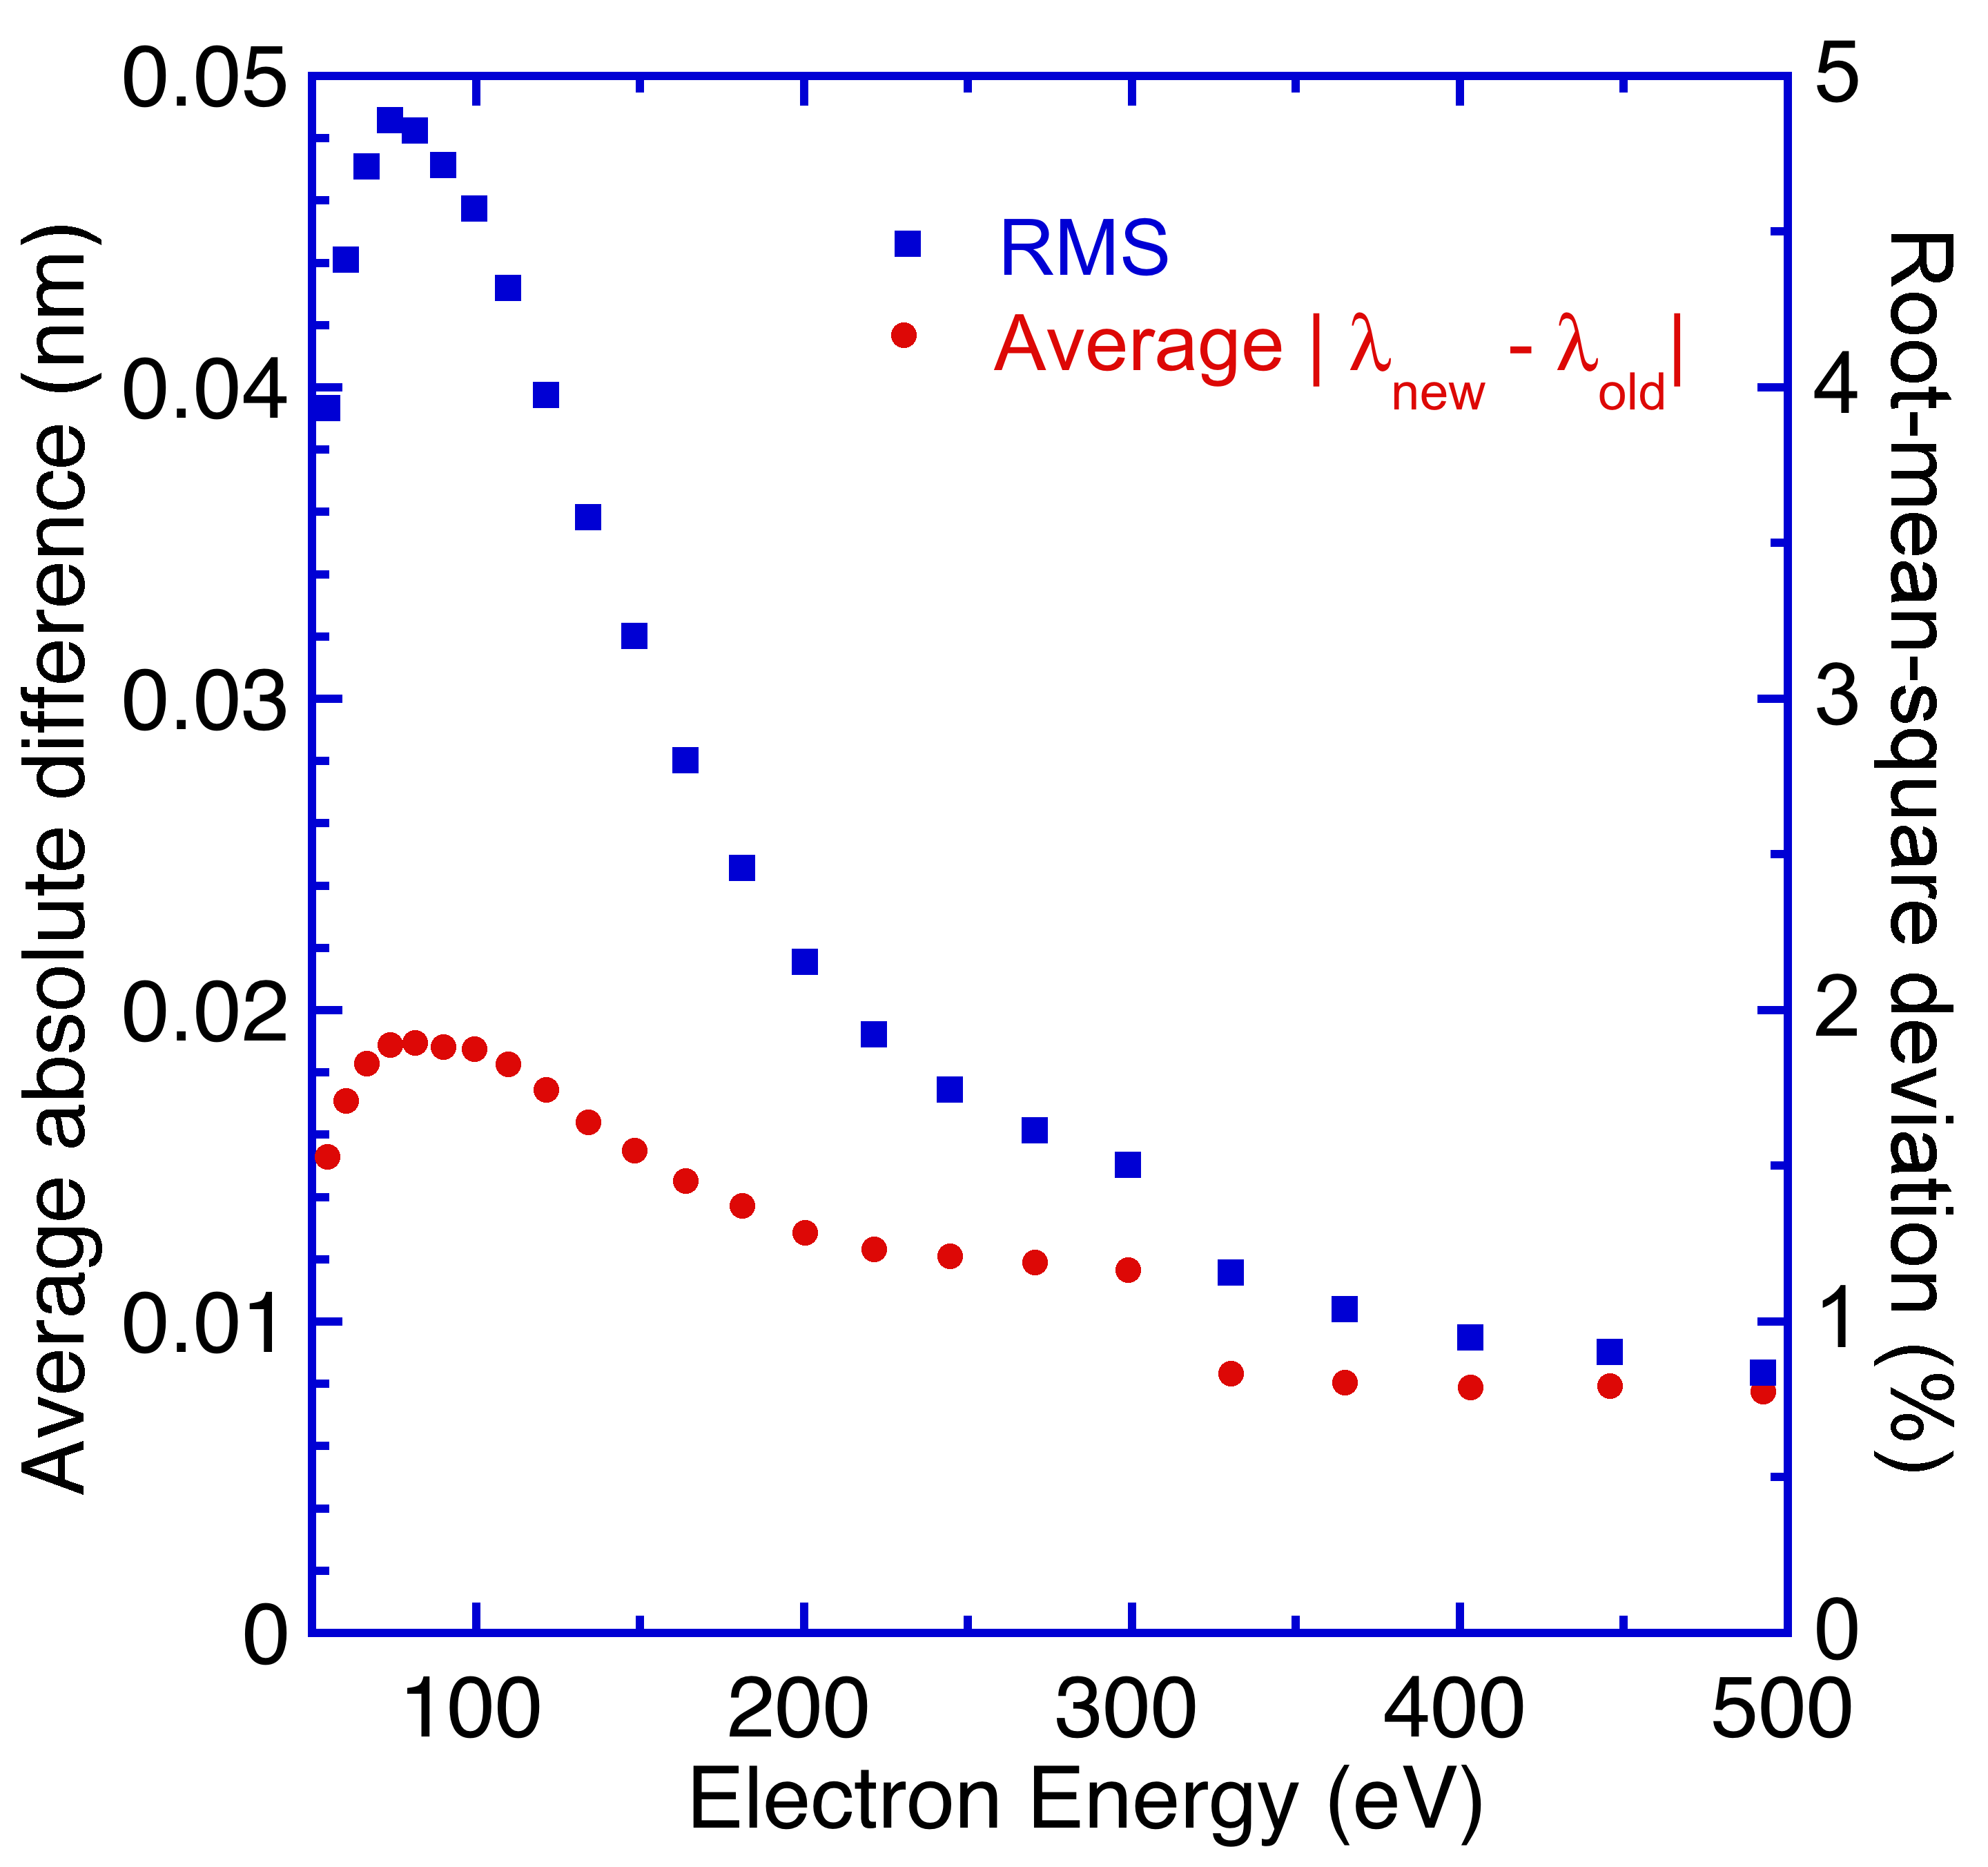 Average absolute difference (nm)
0.05
0.04
0.03
0.02
0.01
0
RMS
Average | λnew - λold|
5
4
3
2
1
0
Root-mean-square deviation (%)
100 200 300 400 500
Electron Energy (eV)